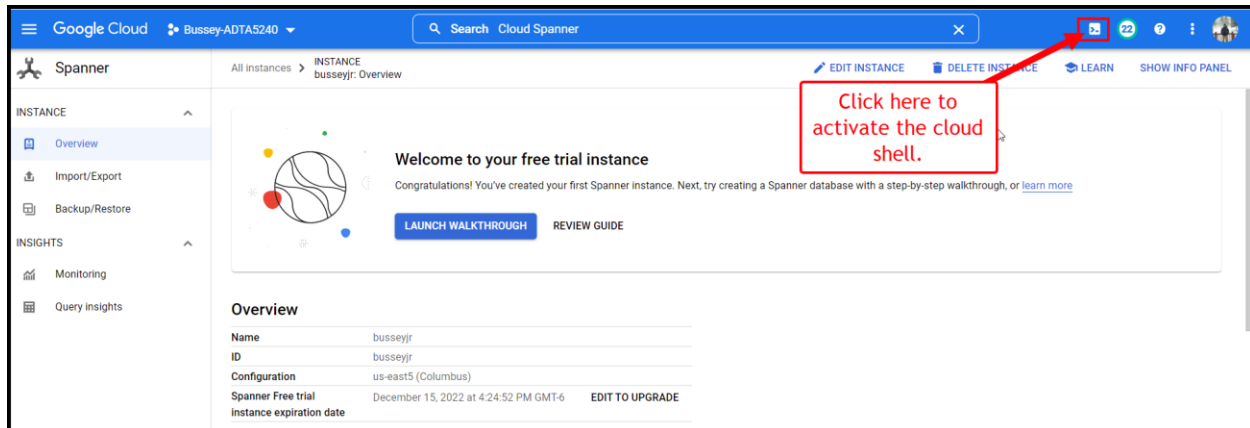 Google Cloud
Bussey-ADTA5240
Search Cloud Spanner
22
Spanner
All instances
INSTANCE
busseyjr: Overview
EDIT INSTANCE
DELETE INSTANCE
LEARN
SHOW INFO PANEL
Click here to
activate the cloud
shell.
INSTANCE
Overview
Import/Export
Backup/Restore
INSIGHTS
Monitoring
Query insights
Welcome to your free trial instance
Congratulations! You've created your first Spanner instance. Next, try creating a Spanner database with a step-by-step walkthrough, or learn more
LAUNCH WALKTHROUGH
REVIEW GUIDE
Overview
Name busseyjr
ID busseyjr
Configuration us-east5 (Columbus)
Spanner Free trial
instance expiration date
December 15, 2022 at 4:24:52 PM GMT-6
EDIT TO UPGRADE